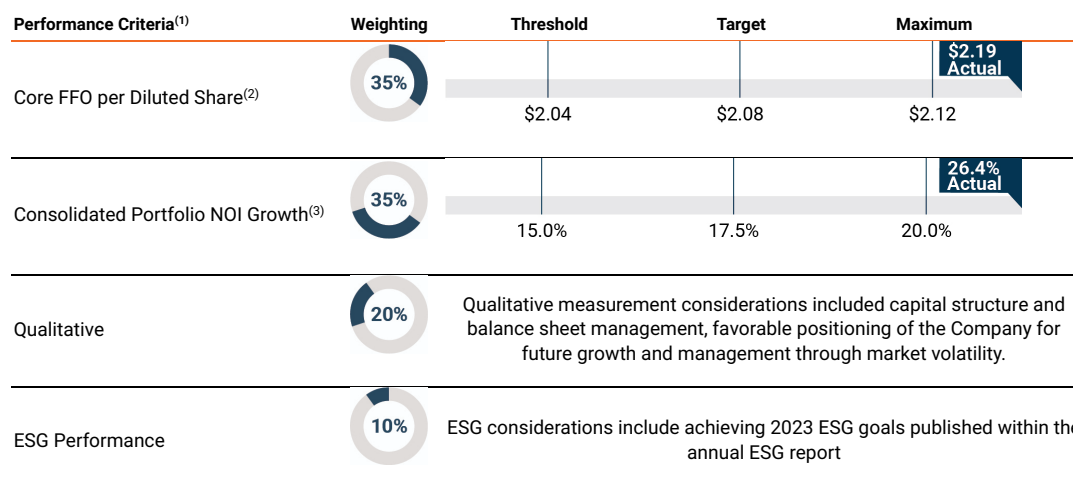 Performance Criteria(1) Weighting Threshold Target Maximum
$2.19
Actual
35%
Core FFO per Diluted Share(2)
$2.04 $2.08 $2.12
26.4%
Actual
35%
Consolidated Portfolio NOI Growth(3)
15.0% 17.5% 20.0%
Qualitative
20%
Qualitative measurement considerations included capital structure and
balance sheet management, favorable positioning of the Company for
future growth and management through market volatility.
ESG Performance
10%
ESG considerations include achieving 2023 ESG goals published within the
annual ESG report